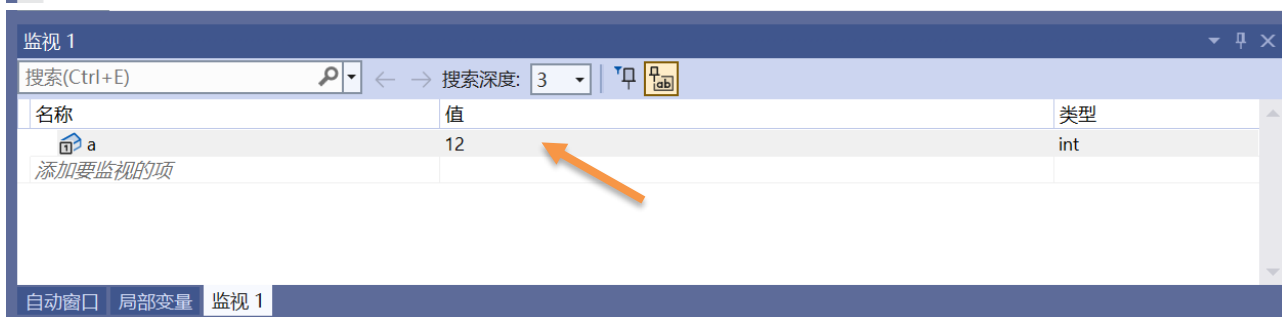 监视 1
搜索(Ctrl+E) 搜索深度: 3
名称 值 类型
a 12 int
添加要监视的项
自动窗口 局部变量 监视 1